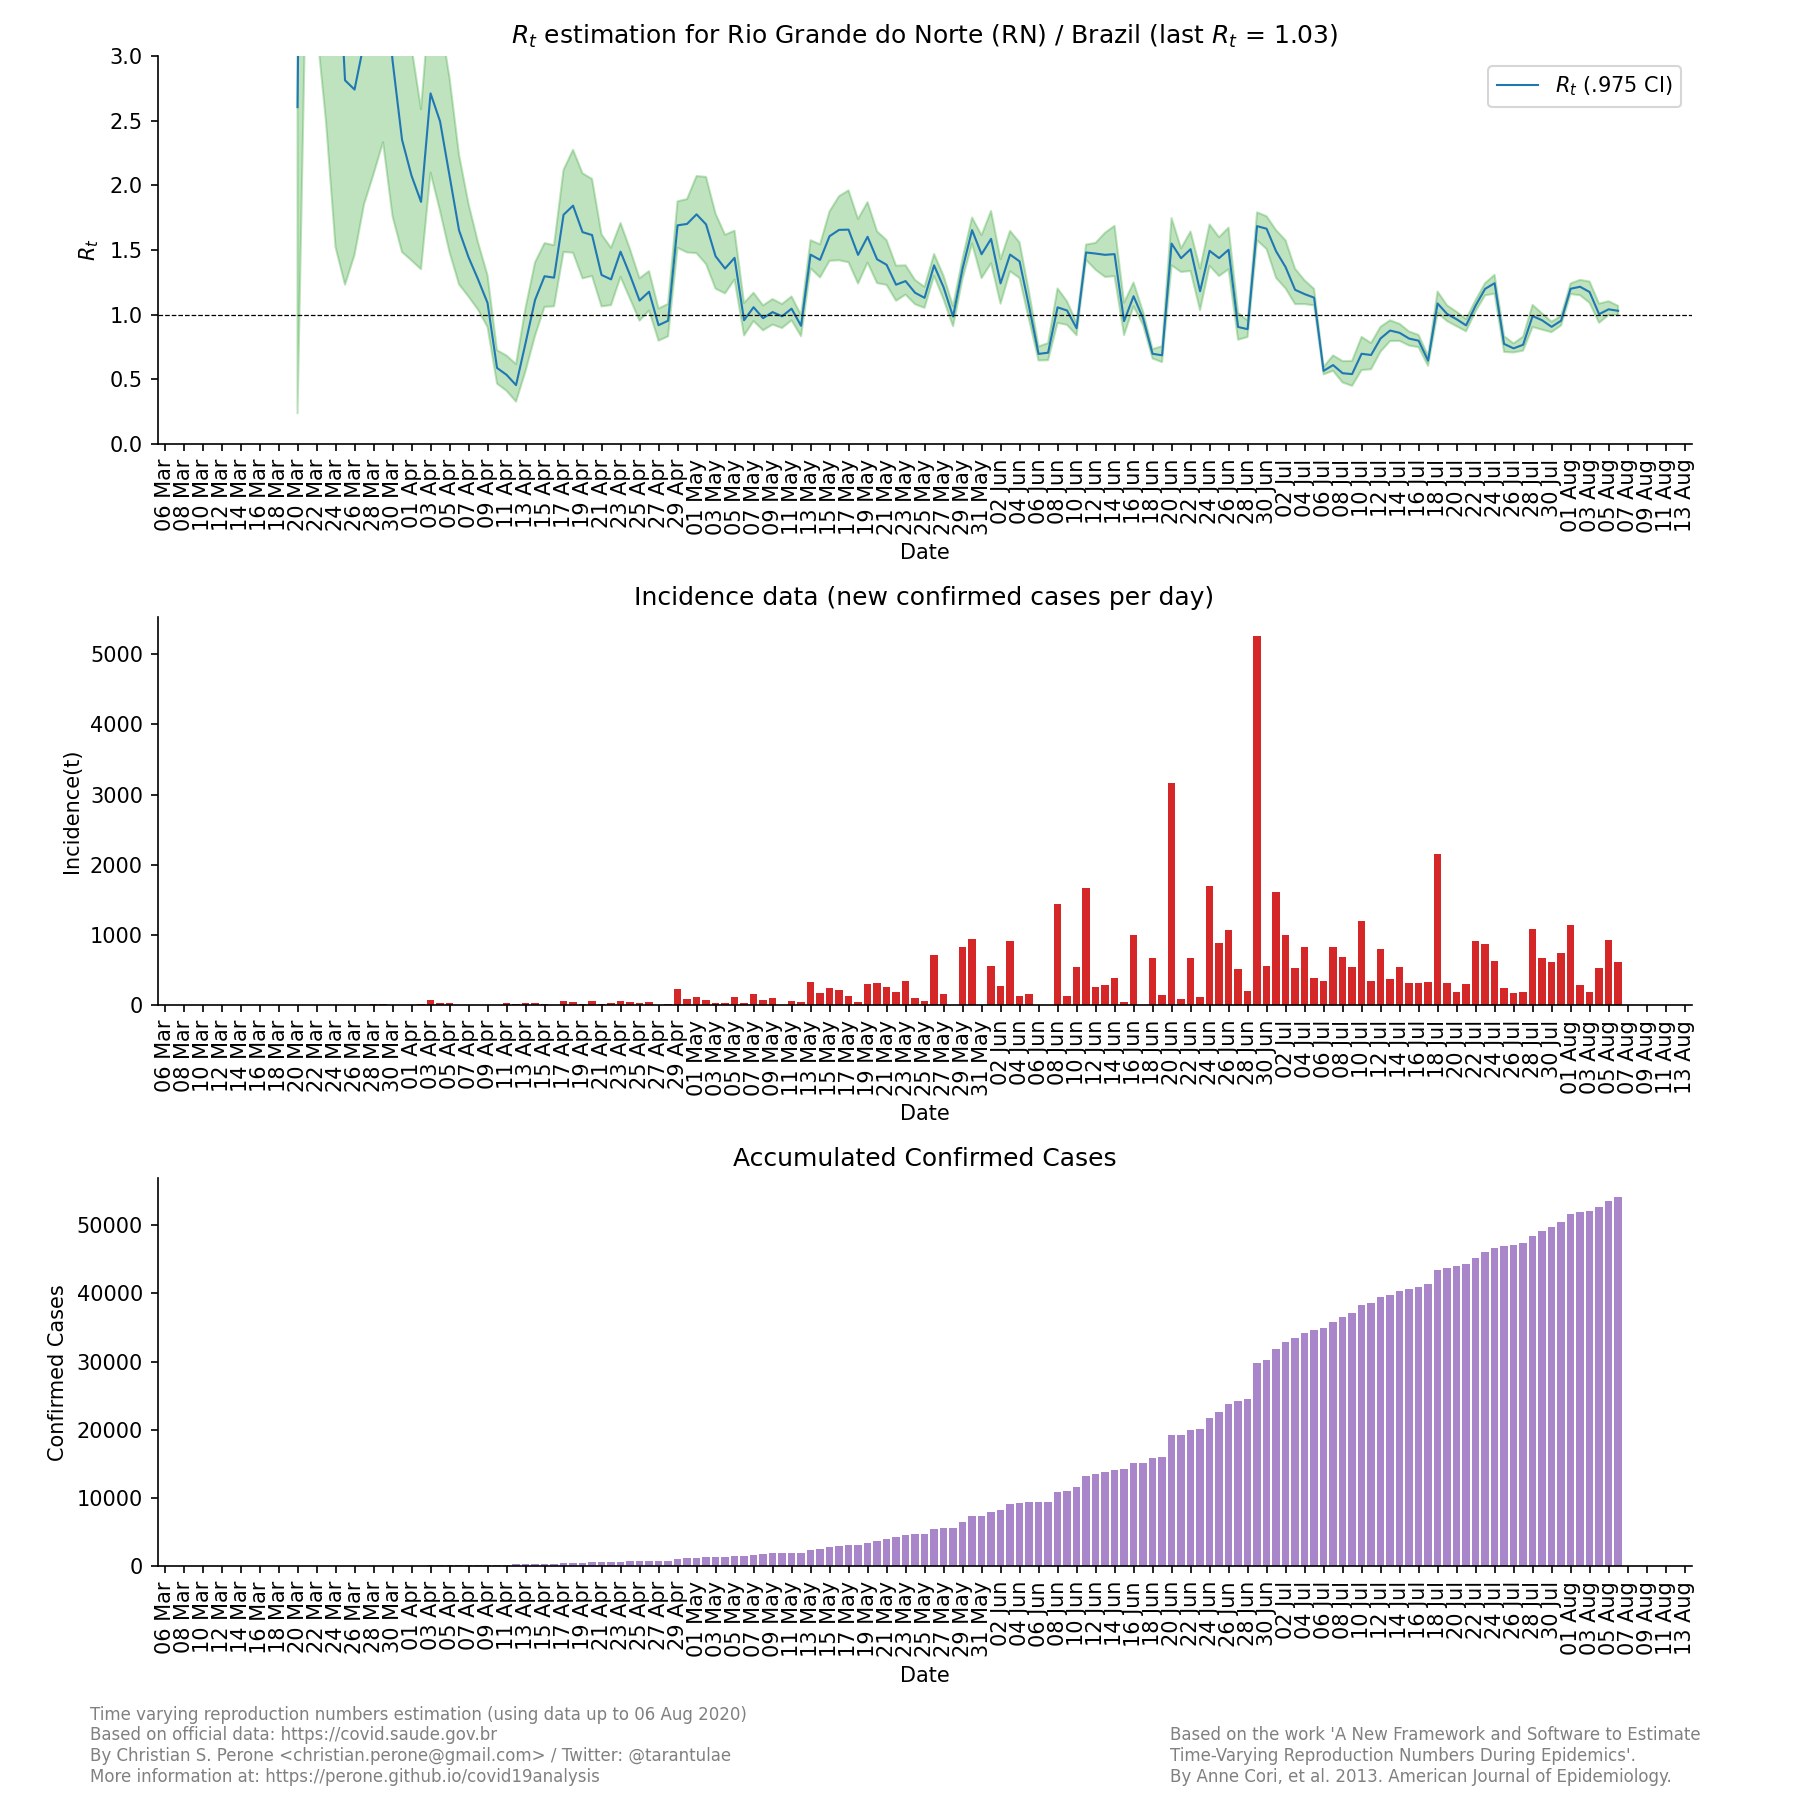 R_t estimation for Rio Grande do Norte (RN) / Brazil (last R_t = 1.03)
R_t (.975 CI)
3.0
2.5
2.0
1.5
1.0
0.5
0.0
R_t
06 Mar 08 Mar 10 Mar 12 Mar 14 Mar 16 Mar 18 Mar 20 Mar 22 Mar 24 Mar 26 Mar 28 Mar 30 Mar 01 Apr 03 Apr 05 Apr 07 Apr 09 Apr 11 Apr 13 Apr 15 Apr 17 Apr 19 Apr 21 Apr 23 Apr 25 Apr 27 Apr 29 Apr 01 May 03 May 05 May 07 May 09 May 11 May 13 May 15 May 17 May 19 May 21 May 23 May 25 May 27 May 29 May 31 May 02 Jun 04 Jun 06 Jun 08 Jun 10 Jun 12 Jun 14 Jun 16 Jun 18 Jun 20 Jun 22 Jun 24 Jun 26 Jun 28 Jun 30 Jun 02 Jul 04 Jul 06 Jul 08 Jul 10 Jul 12 Jul 14 Jul 16 Jul 18 Jul 20 Jul 22 Jul 24 Jul 26 Jul 28 Jul 30 Jul 01 Aug 03 Aug 05 Aug 07 Aug 09 Aug 11 Aug 13 Aug
Date
Incidence data (new confirmed cases per day)
5000
4000
3000
2000
1000
0
Incidence(t)
06 Mar 08 Mar 10 Mar 12 Mar 14 Mar 16 Mar 18 Mar 20 Mar 22 Mar 24 Mar 26 Mar 28 Mar 30 Mar 01 Apr 03 Apr 05 Apr 07 Apr 09 Apr 11 Apr 13 Apr 15 Apr 17 Apr 19 Apr 21 Apr 23 Apr 25 Apr 27 Apr 29 Apr 01 May 03 May 05 May 07 May 09 May 11 May 13 May 15 May 17 May 19 May 21 May 23 May 25 May 27 May 29 May 31 May 02 Jun 04 Jun 06 Jun 08 Jun 10 Jun 12 Jun 14 Jun 16 Jun 18 Jun 20 Jun 22 Jun 24 Jun 26 Jun 28 Jun 30 Jun 02 Jul 04 Jul 06 Jul 08 Jul 10 Jul 12 Jul 14 Jul 16 Jul 18 Jul 20 Jul 22 Jul 24 Jul 26 Jul 28 Jul 30 Jul 01 Aug 03 Aug 05 Aug 07 Aug 09 Aug 11 Aug 13 Aug
Date
Accumulated Confirmed Cases
50000
40000
30000
20000
10000
0
Confirmed Cases
06 Mar 08 Mar 10 Mar 12 Mar 14 Mar 16 Mar 18 Mar 20 Mar 22 Mar 24 Mar 26 Mar 28 Mar 30 Mar 01 Apr 03 Apr 05 Apr 07 Apr 09 Apr 11 Apr 13 Apr 15 Apr 17 Apr 19 Apr 21 Apr 23 Apr 25 Apr 27 Apr 29 Apr 01 May 03 May 05 May 07 May 09 May 11 May 13 May 15 May 17 May 19 May 21 May 23 May 25 May 27 May 29 May 31 May 02 Jun 04 Jun 06 Jun 08 Jun 10 Jun 12 Jun 14 Jun 16 Jun 18 Jun 20 Jun 22 Jun 24 Jun 26 Jun 28 Jun 30 Jun 02 Jul 04 Jul 06 Jul 08 Jul 10 Jul 12 Jul 14 Jul 16 Jul 18 Jul 20 Jul 22 Jul 24 Jul 26 Jul 28 Jul 30 Jul 01 Aug 03 Aug 05 Aug 07 Aug 09 Aug 11 Aug 13 Aug
Date
Time varying reproduction numbers estimation (using data up to 06 Aug 2020)
Based on official data: https://covid.saude.gov.br
By Christian S. Perone <christian.perone@gmail.com> / Twitter: @tarantulae
More information at: https://perone.github.io/covid19analysis
Based on the work 'A New Framework and Software to Estimate
Time-Varying Reproduction Numbers During Epidemics'.
By Anne Cori, et al. 2013. American Journal of Epidemiology.